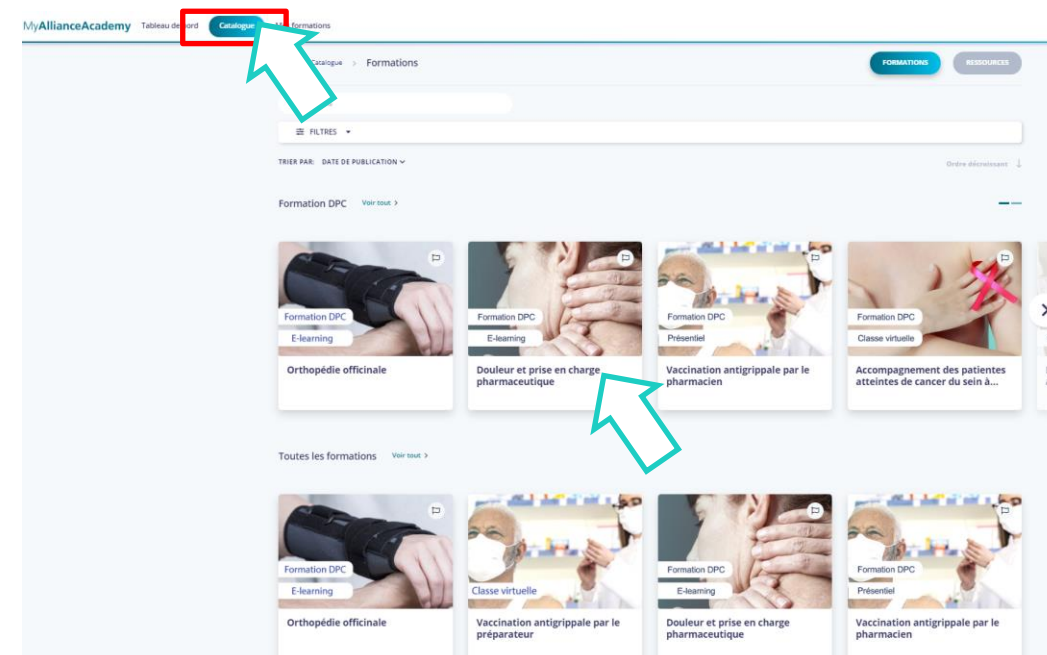 MyAllianceAcademy Tableau de bord Catalogue Mes formations
Catalogue > Formations FORMATIONS RESSOURCES
FILTRES
TRIER PAR: DATE DE PUBLICATION Ordre décroissant ↓
Formation DPC Voir tout >
Formation DPC
E-learning
Orthopédie officinale
Formation DPC
E-learning
Douleur et prise en charge
pharmaceutique
Formation DPC
Présentiel
Vaccination antigrippale par le
pharmacien
Formation DPC
Classe virtuelle
Accompagnement des patientes
atteintes de cancer du sein à...
Toutes les formations Voir tout >
Formation DPC
E-learning
Orthopédie officinale
Classe virtuelle
Vaccination antigrippale par le
préparateur
Formation DPC
E-learning
Douleur et prise en charge
pharmaceutique
Formation DPC
Présentiel
Vaccination antigrippale par le
pharmacien